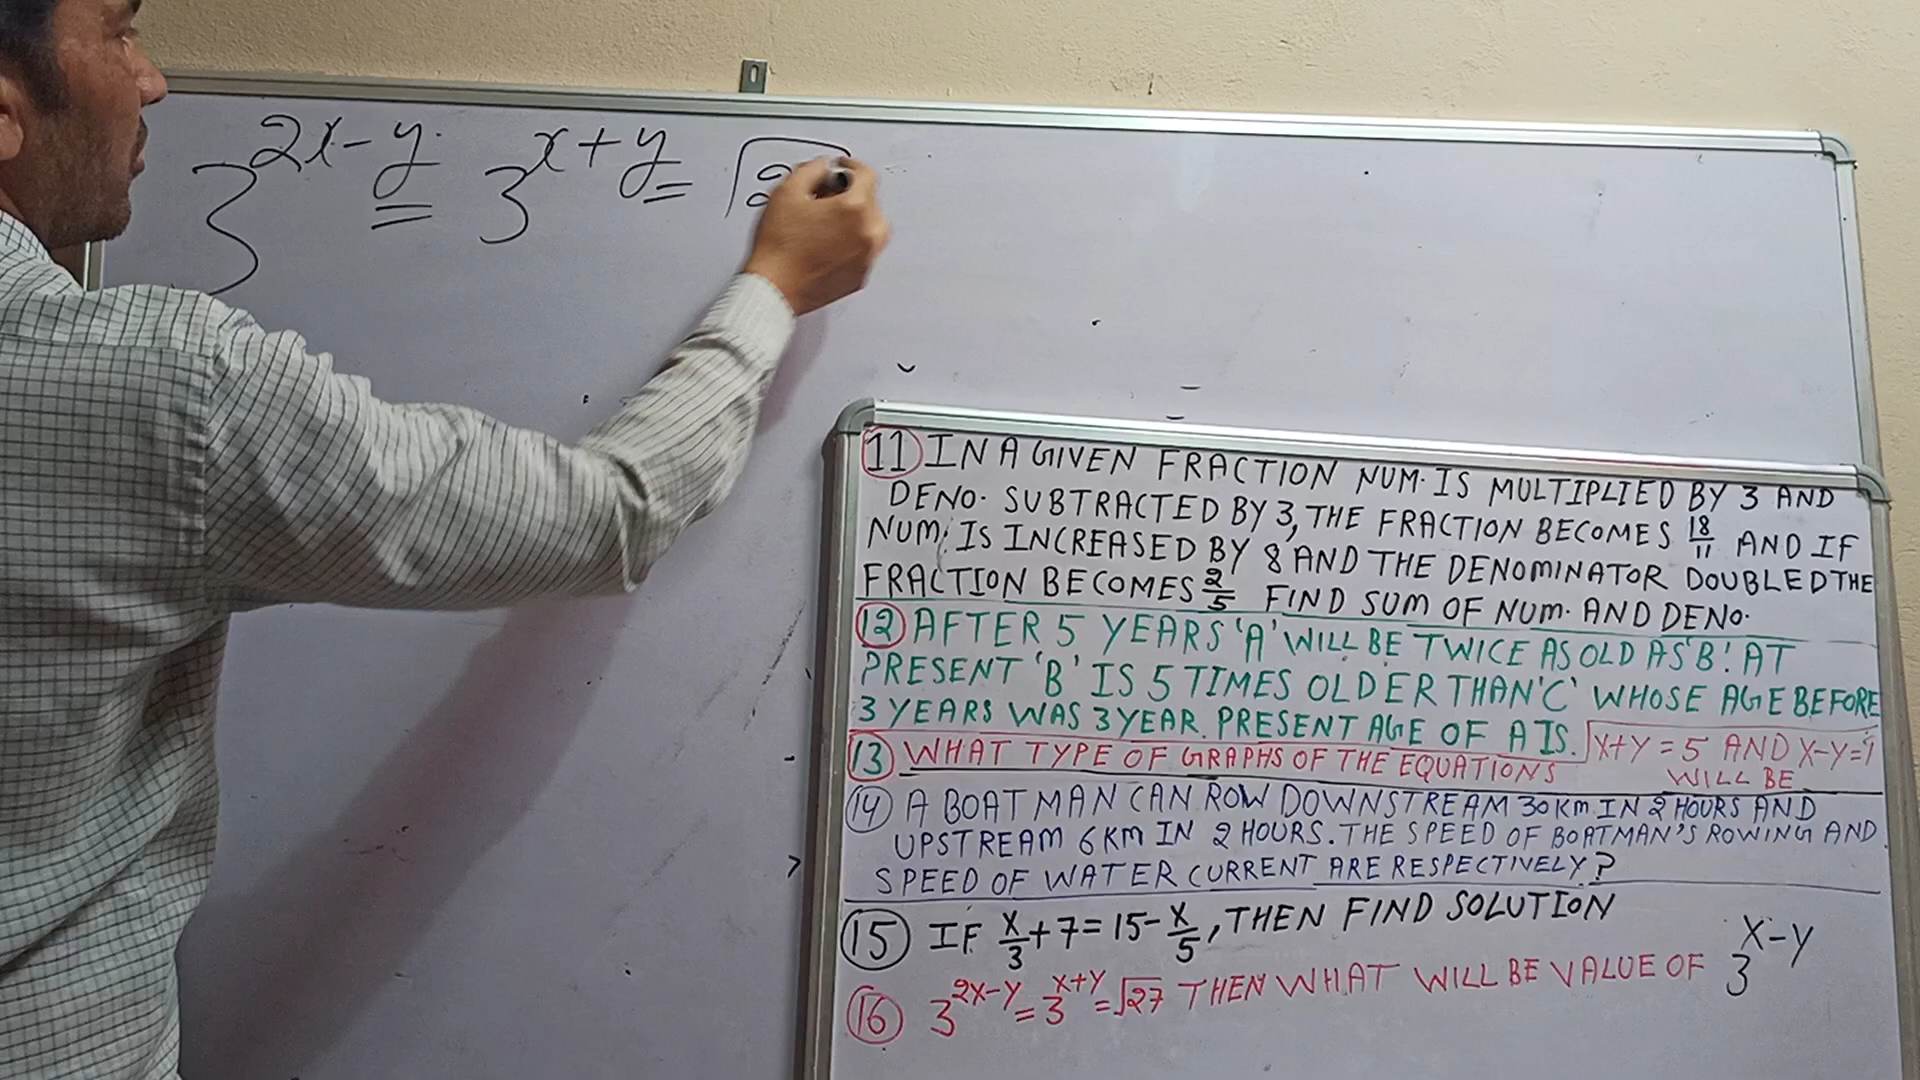 3^{2x-y} = 3^{x+y} = √2
11) IN A GIVEN FRACTION NUM. IS MULTIPLIED BY 3 AND
DENO. SUBTRACTED BY 3, THE FRACTION BECOMES 18/11 AND IF
NUM. IS INCREASED BY 8 AND THE DENOMINATOR DOUBLED THE
FRACTION BECOMES 2/5 FIND SUM OF NUM. AND DENO.
12) AFTER 5 YEARS 'A' WILL BE TWICE AS OLD AS 'B'. AT
PRESENT 'B' IS 5 TIMES OLDER THAN 'C' WHOSE AGE BEFORE
3 YEARS WAS 3 YEAR. PRESENT AGE OF A IS.
13) WHAT TYPE OF GRAPHS OF THE EQUATIONS X+Y=5 AND X-Y=
WILL BE
14) A BOAT MAN CAN ROW DOWNSTREAM 30 KM IN 2 HOURS AND
UPSTREAM 6 KM IN 2 HOURS. THE SPEED OF BOATMAN'S ROWING AND
SPEED OF WATER CURRENT ARE RESPECTIVELY?
15) IF X/3 + 7 = 15 - X/5, THEN FIND SOLUTION
16) 3^{2X-Y} = 3^{X+Y} = √27 THEN WHAT WILL BE VALUE OF 3^{X-Y}